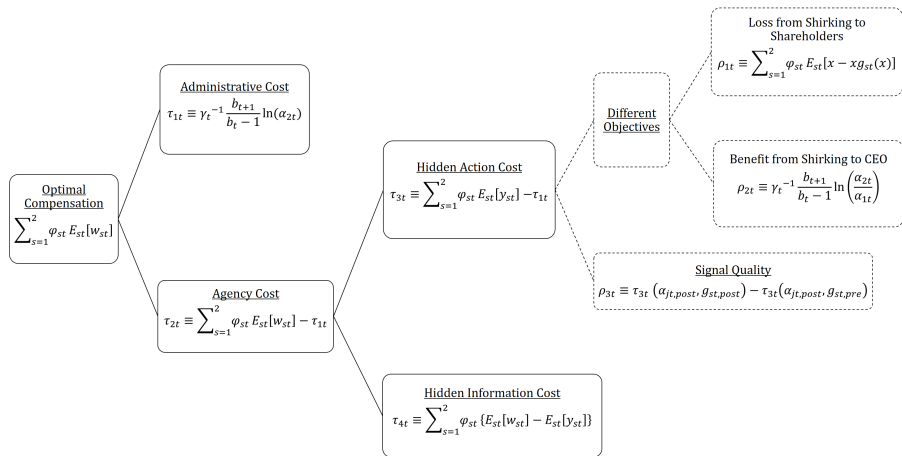 Optimal
Compensation
∑_{s=1}^{2} φ_{st} E_{st}[w_{st}]
Administrative Cost
τ_{1t} ≡ γ_t^{-1} \frac{b_{t+1}}{b_t − 1} ln(α_{2t})
Agency Cost
τ_{2t} ≡ ∑_{s=1}^{2} φ_{st} E_{st}[w_{st}] − τ_{1t}
Hidden Action Cost
τ_{3t} ≡ ∑_{s=1}^{2} φ_{st} E_{st}[y_{st}] −τ_{1t}
Hidden Information Cost
τ_{4t} ≡ ∑_{s=1}^{2} φ_{st} {E_{st}[w_{st}] − E_{st}[y_{st}]}
Different
Objectives
Loss from Shirking to
Shareholders
ρ_{1t} ≡ ∑_{s=1}^{2} φ_{st} E_{st}[x − xg_{st}(x)]
Benefit from Shirking to CEO
ρ_{2t} ≡ γ_t^{-1} \frac{b_{t+1}}{b_t − 1} ln(\frac{α_{2t}}{α_{1t}})
Signal Quality
ρ_{3t} ≡ τ_{3t} (α_{jt,post}, g_{st,post}) − τ_{3t}(α_{jt,post}, g_{st,pre})